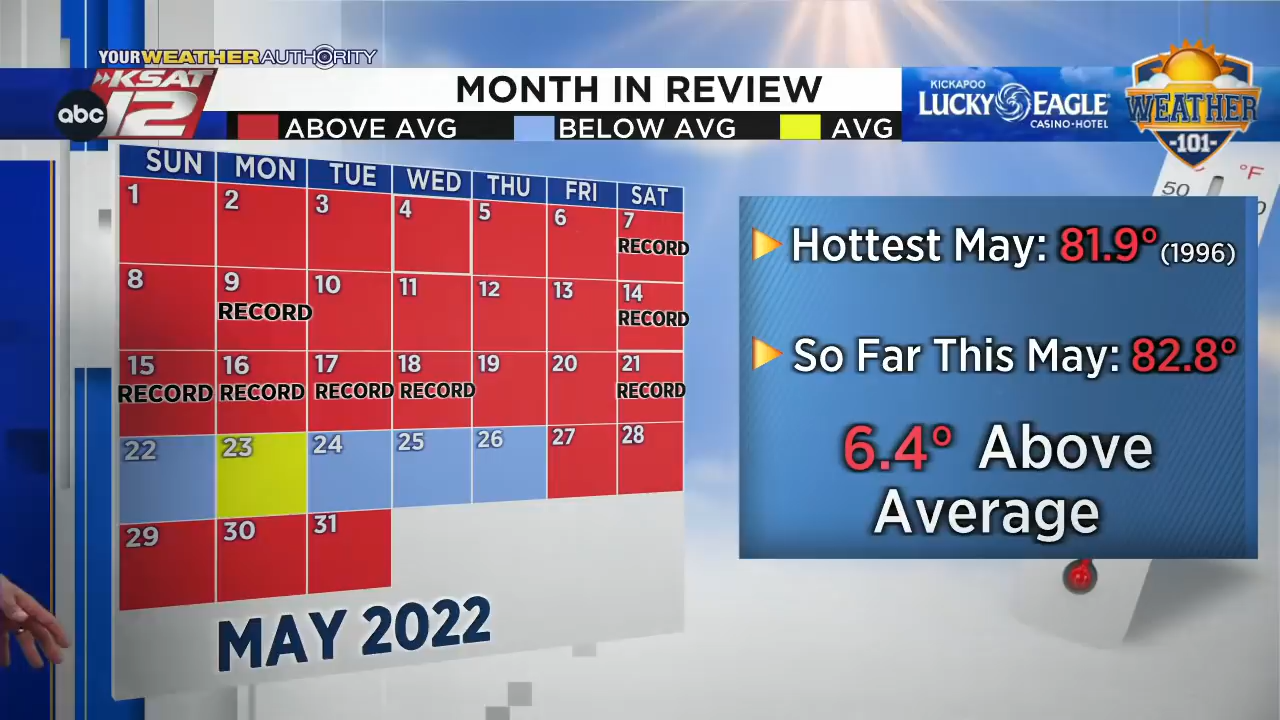 YOUR WEATHER AUTHORITY
KSAT
abc 12
MONTH IN REVIEW
ABOVE AVG BELOW AVG AVG
KICKAPOO
LUCKY EAGLE
CASINO•HOTEL
WEATHER
-101-
°F
50
SUN MON TUE WED THU FRI SAT
1 2 3 4 5 6 7
RECORD
8 9 10 11 12 13 14
RECORD RECORD
15 16 17 18 19 20 21
RECORD RECORD RECORD RECORD RECORD
22 23 24 25 26 27 28
29 30 31
MAY 2022
Hottest May: 81.9° (1996)
So Far This May: 82.8°
6.4° Above
Average